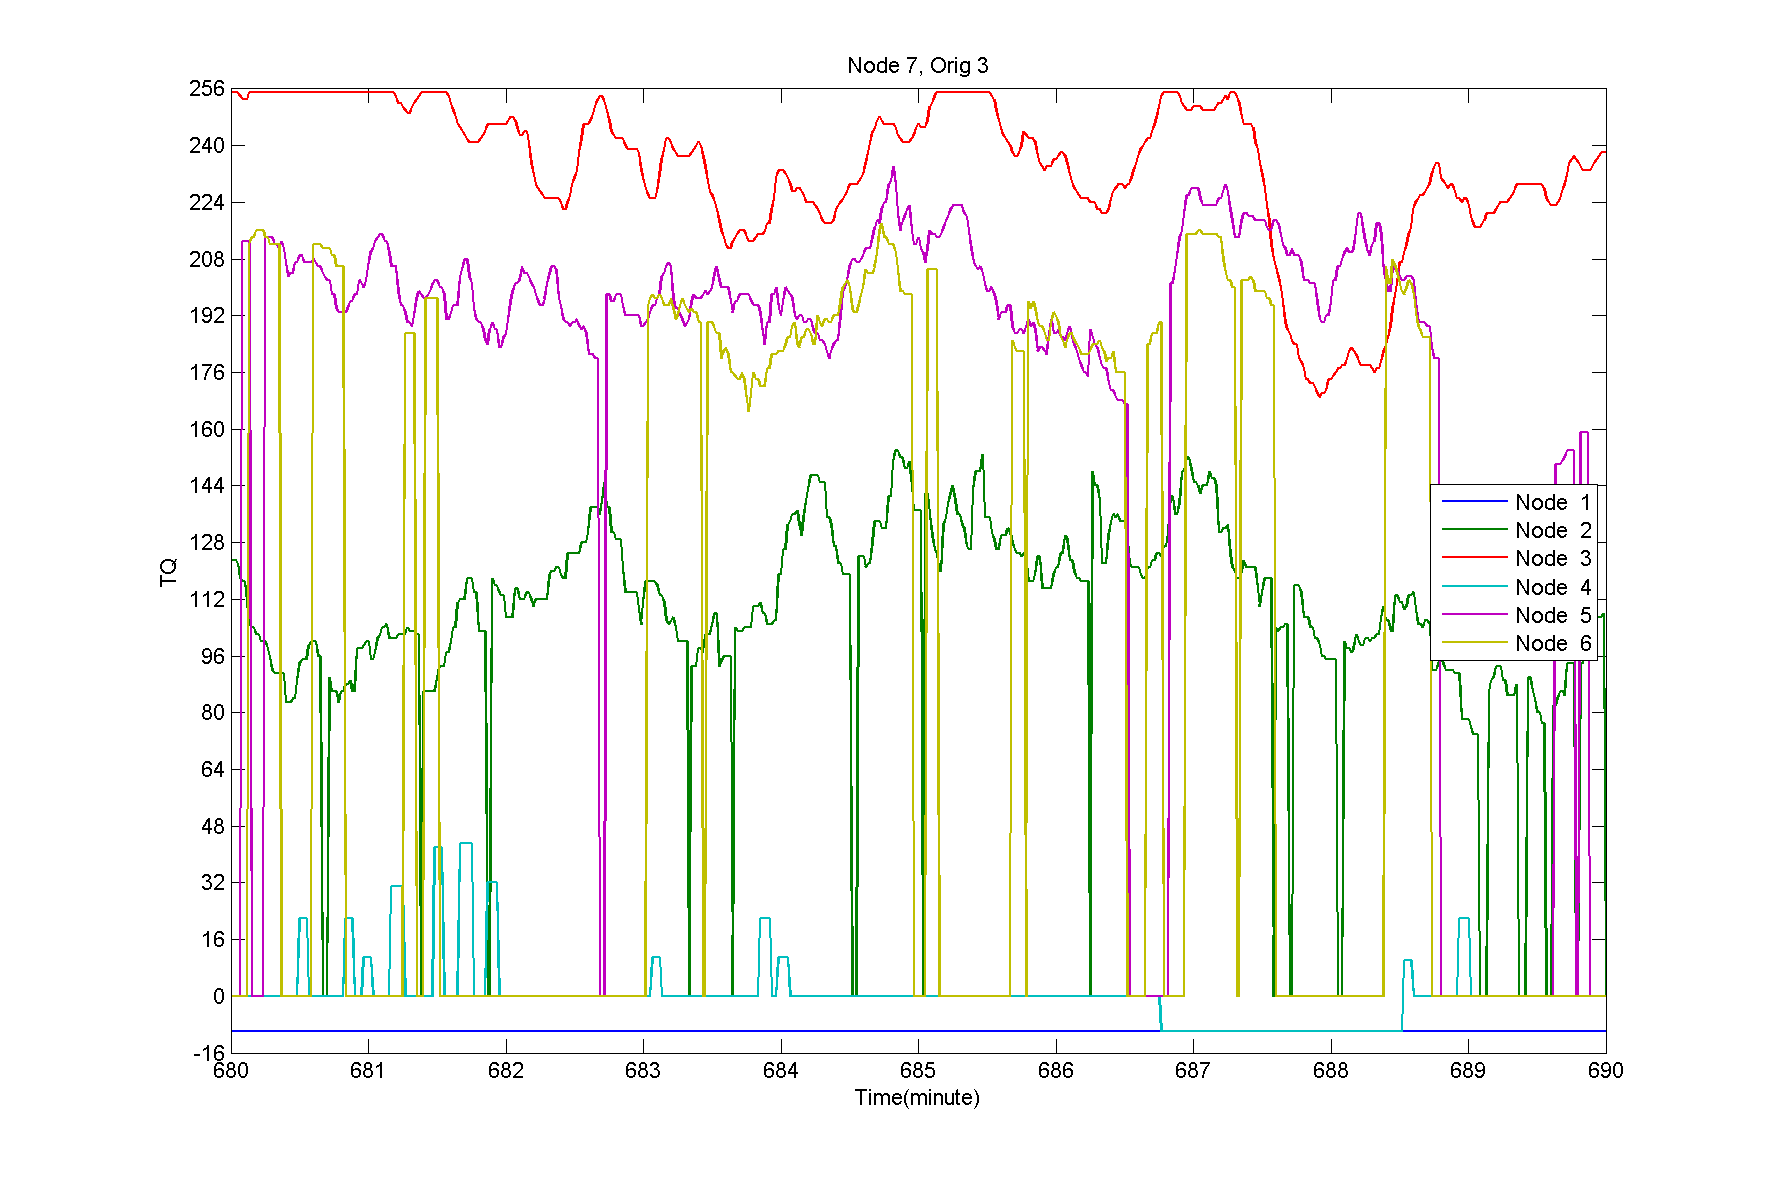 Node 7, Orig 3
256
240
224
208
192
176
160
144
128
112
96
80
64
48
32
16
0
-16
TQ
680 681 682 683 684 685 686 687 688 689 690
Time(minute)
Node 1
Node 2
Node 3
Node 4
Node 5
Node 6